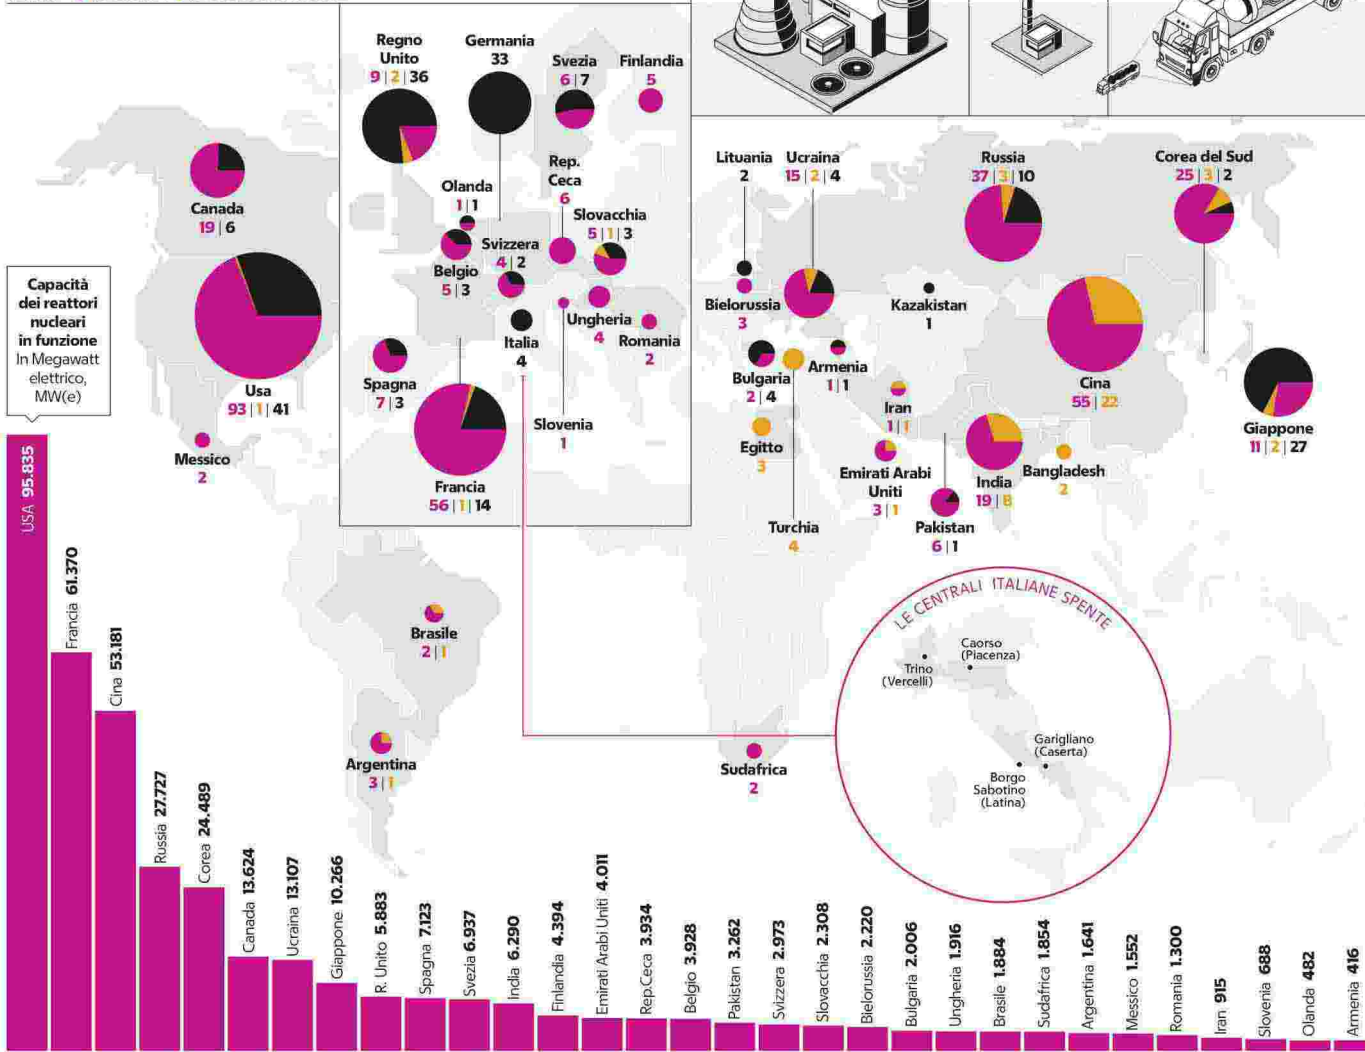 Regno
Unito
9|2|36
Germania
33
Svezia
6|7
Finlandia
5
Canada
19|6
Olanda
1|1
Rep.
Ceca
6
Slovacchia
5|1|3
Svizzera
4|2
Belgio
5|3
Ungheria
4
Romania
2
Italia
4
Spagna
7|3
Slovenia
1
Francia
56|1|14
Usa
93|1|41
Messico
2
Lituania
2
Ucraina
15|2|4
Russia
37|3|10
Corea del Sud
25|3|2
Bielorussia
3
Kazakistan
1
Bulgaria
2|4
Armenia
1|1
Cina
55|22
Iran
1|1
Giappone
11|2|27
Egitto
3
Emirati Arabi
Uniti
3|1
India
19|8
Bangladesh
2
Pakistan
6|1
Turchia
4
Brasile
2|1
Argentina
3|1
Sudafrica
2
LE CENTRALI ITALIANE SPENTE
Caorso
(Piacenza)
Trino
(Vercelli)
Garigliano
(Caserta)
Borgo
Sabotino
(Latina)
Capacità
dei reattori
nucleari
in funzione
In Megawatt
elettrico,
MW(e)
USA 95.835
Francia 61.370
Cina 53.181
Russia 27.727
Corea 24.489
Canada 13.624
Ucraina 13.107
Giappone 10.266
R. Unito 5.883
Spagna 7.123
Svezia 6.937
India 6.290
Finlandia 4.394
Emirati Arabi Uniti 4.011
Rep.Ceca 3.934
Belgio 3.928
Pakistan 3.262
Svizzera 2.973
Slovacchia 2.308
Bielorussia 2.220
Bulgaria 2.006
Ungheria 1.916
Brasile 1.884
Sudafrica 1.854
Argentina 1.641
Messico 1.552
Romania 1.300
Iran 915
Slovenia 688
Olanda 482
Armenia 416